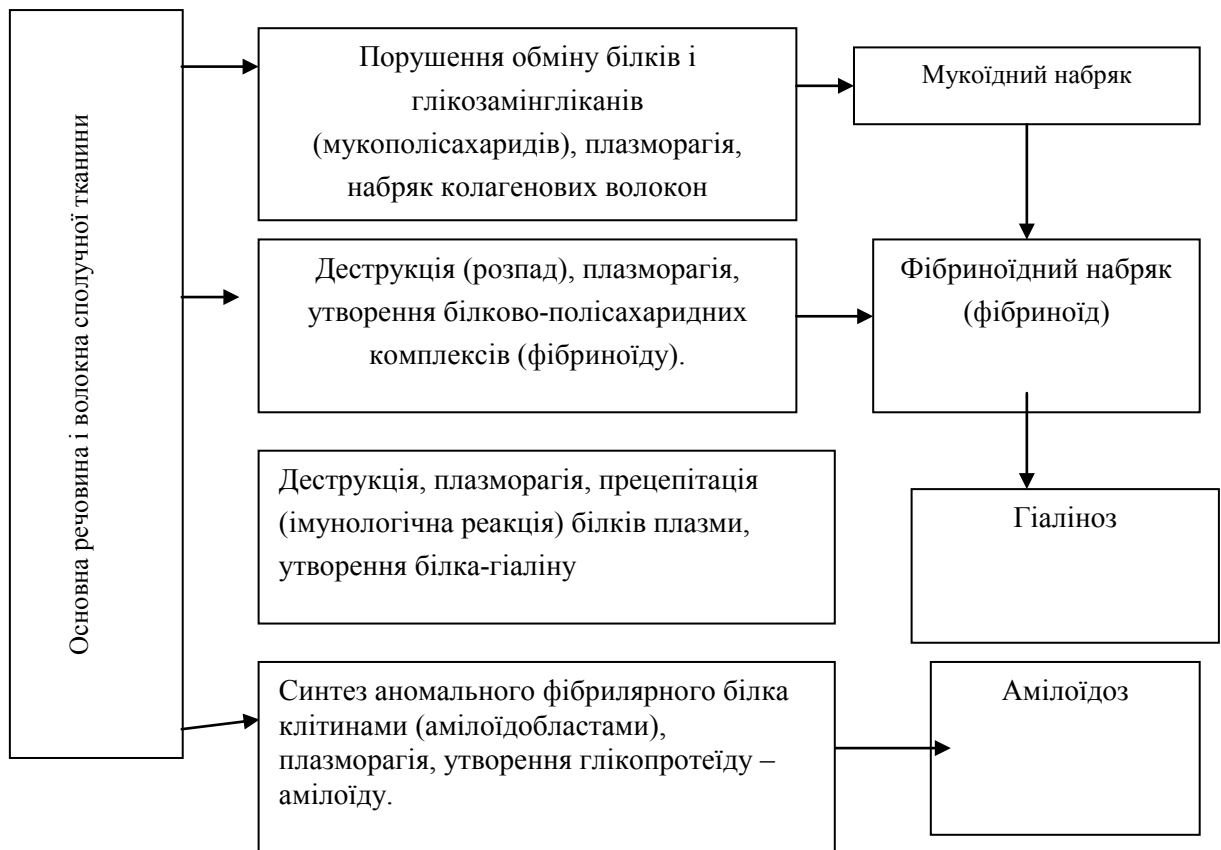 Основна речовина і волокна сполучної тканини
Порушення обміну білків і
глікозамінгліканів
(мукополісахаридів), плазморагія,
набряк колагенових волокон
Мукоїдний набряк
Деструкція (розпад), плазморагія,
утворення білково-полісахаридних
комплексів (фібриноїду).
Фібриноїдний набряк
(фібриноїд)
Деструкція, плазморагія, прецепітація
(імунологічна реакція) білків плазми,
утворення білка-гіаліну
Гіаліноз
Синтез аномального фібрилярного білка
клітинами (амілоїдобластами),
плазморагія, утворення глікопротеїду –
амілоїду.
Амілоїдоз